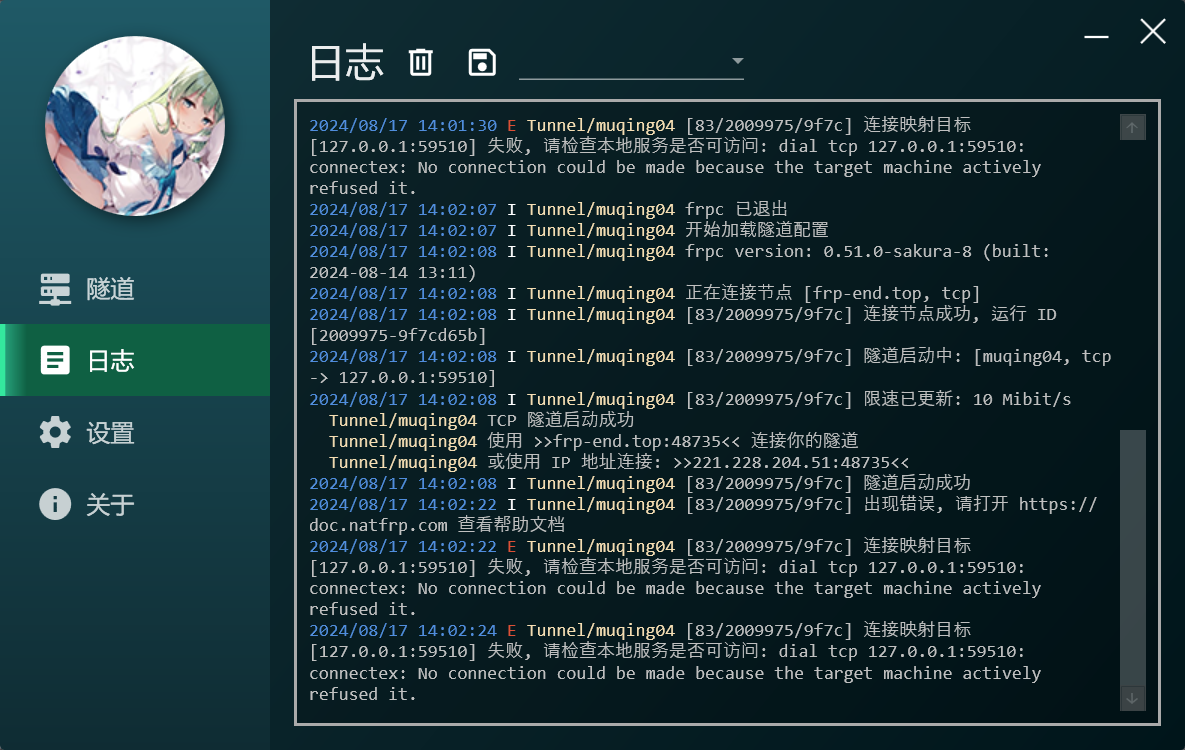 日志
隧道
日志
设置
关于
2024/08/17 14:01:30 E Tunnel/muqing04 [83/2009975/9f7c] 连接映射目标
[127.0.0.1:59510] 失败, 请检查本地服务是否可访问: dial tcp 127.0.0.1:59510:
connectex: No connection could be made because the target machine actively
refused it.
2024/08/17 14:02:07 I Tunnel/muqing04 frpc 已退出
2024/08/17 14:02:07 I Tunnel/muqing04 开始加载隧道配置
2024/08/17 14:02:08 I Tunnel/muqing04 frpc version: 0.51.0-sakura-8 (built:
2024-08-14 13:11)
2024/08/17 14:02:08 I Tunnel/muqing04 正在连接节点 [frp-end.top, tcp]
2024/08/17 14:02:08 I Tunnel/muqing04 [83/2009975/9f7c] 连接节点成功, 运行 ID
[2009975-9f7cd65b]
2024/08/17 14:02:08 I Tunnel/muqing04 [83/2009975/9f7c] 隧道启动中: [muqing04, tcp
-> 127.0.0.1:59510]
2024/08/17 14:02:08 I Tunnel/muqing04 [83/2009975/9f7c] 限速已更新: 10 Mibit/s
Tunnel/muqing04 TCP 隧道启动成功
Tunnel/muqing04 使用 >>frp-end.top:48735<< 连接你的隧道
Tunnel/muqing04 或使用 IP 地址连接: >>221.228.204.51:48735<<
2024/08/17 14:02:08 I Tunnel/muqing04 [83/2009975/9f7c] 隧道启动成功
2024/08/17 14:02:22 I Tunnel/muqing04 [83/2009975/9f7c] 出现错误, 请打开 https://
doc.natfrp.com 查看帮助文档
2024/08/17 14:02:22 E Tunnel/muqing04 [83/2009975/9f7c] 连接映射目标
[127.0.0.1:59510] 失败, 请检查本地服务是否可访问: dial tcp 127.0.0.1:59510:
connectex: No connection could be made because the target machine actively
refused it.
2024/08/17 14:02:24 E Tunnel/muqing04 [83/2009975/9f7c] 连接映射目标
[127.0.0.1:59510] 失败, 请检查本地服务是否可访问: dial tcp 127.0.0.1:59510:
connectex: No connection could be made because the target machine actively
refused it.